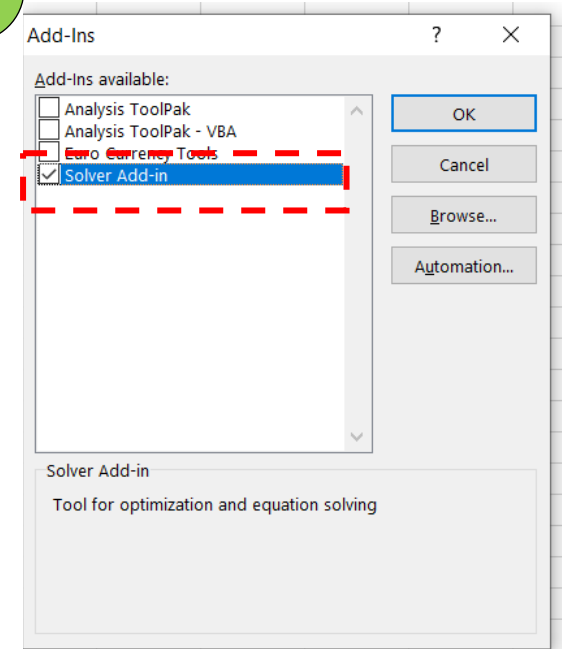 Add-Ins ? ×
Add-Ins available:
Analysis ToolPak
Analysis ToolPak - VBA
Euro Currency Tools
Solver Add-in
OK
Cancel
Browse...
Automation...
Solver Add-in
Tool for optimization and equation solving